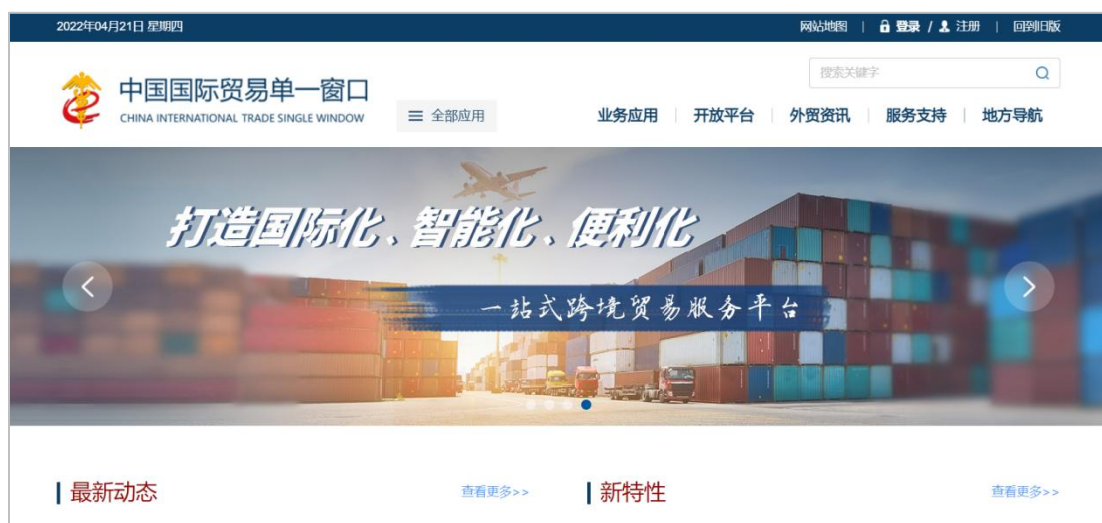 2022年04月21日 星期四
网站地图 | 登录 / 注册 | 回到旧版
搜索关键字
中国国际贸易单一窗口
CHINA INTERNATIONAL TRADE SINGLE WINDOW
全部应用
业务应用 | 开放平台 | 外贸资讯 | 服务支持 | 地方导航
打造国际化、智能化、便利化
一站式跨境贸易服务平台
最新动态
查看更多>>
新特性
查看更多>>